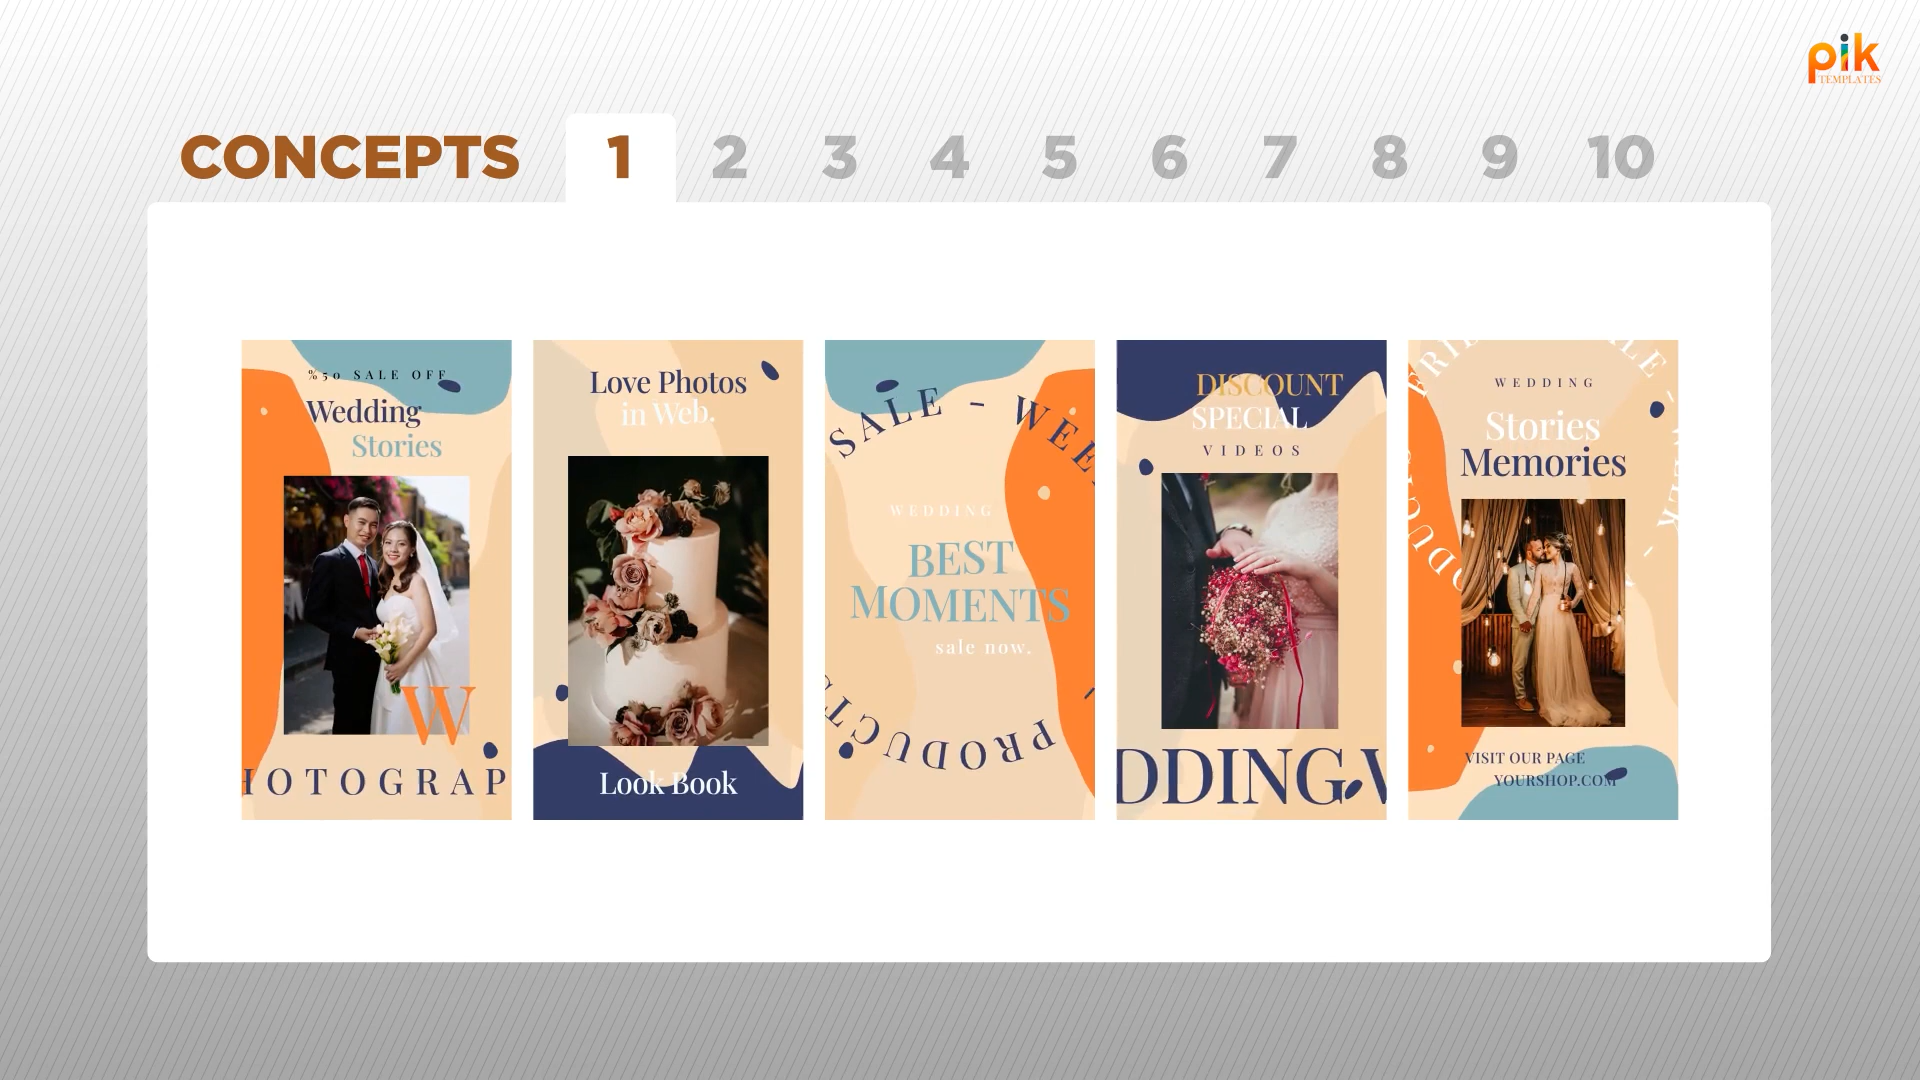 pik
TEMPLATES
CONCEPTS 1 2 3 4 5 6 7 8 9 10
%50 SALE OFF
Wedding
Stories
W
HOTOGRAP
Love Photos
in Web.
Look Book
SALE - WEE
WEDDING
BEST
MOMENTS
sale now.
PRODUCTS -
DISCOUNT
SPECIAL
VIDEOS
DDING W
WEDDING
Stories
Memories
VISIT OUR PAGE
YOURSHOP.COM